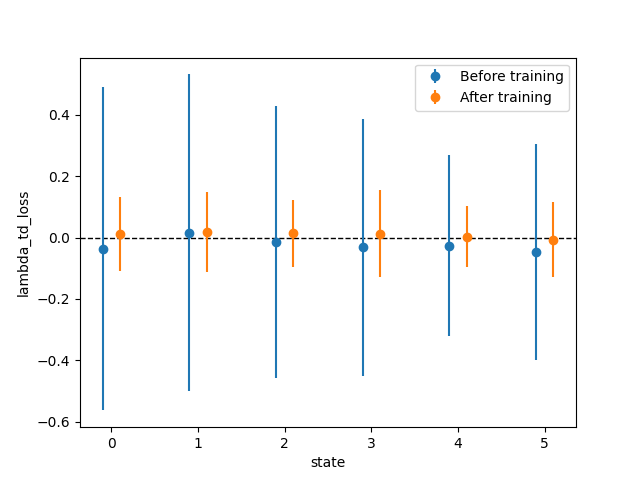 Before training
After training
0.4
0.2
0.0
−0.2
−0.4
−0.6
lambda_td_loss
0 1 2 3 4 5
state